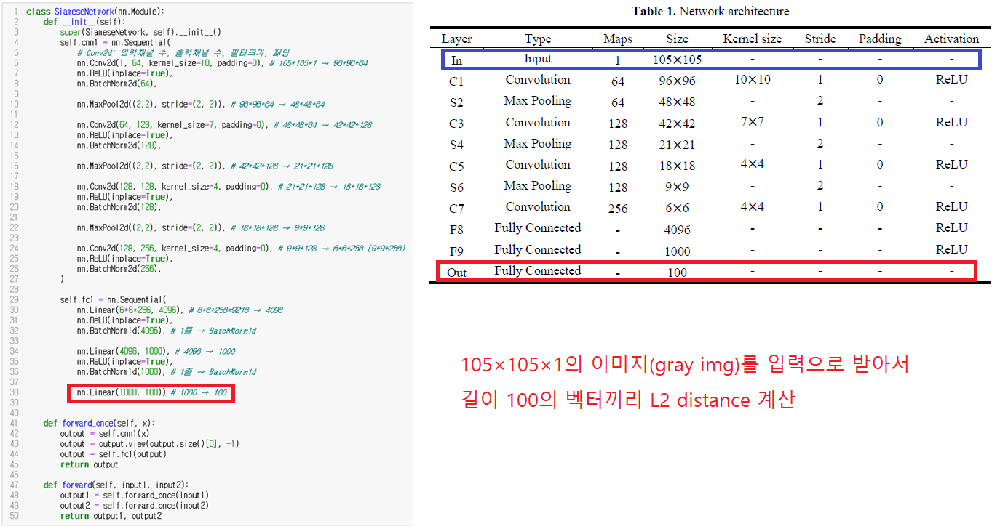 1 class SiameseNetwork(nn.Module):
2     def __init__(self):
3         super(SiameseNetwork, self).__init__()
4         self.cnn1 = nn.Sequential(
5             # Conv2d: 입력채널 수, 출력채널 수, 필터크기, 패딩
6             nn.Conv2d(1, 64, kernel_size=10, padding=0), # 105*105*1 → 96*96*64
7             nn.ReLU(inplace=True),
8             nn.BatchNorm2d(64),
9
10             nn.MaxPool2d((2,2), stride=(2, 2)), # 96*96*64 → 48*48*64
11
12             nn.Conv2d(64, 128, kernel_size=7, padding=0), # 48*48*64 → 42*42*128
13             nn.ReLU(inplace=True),
14             nn.BatchNorm2d(128),
15
16             nn.MaxPool2d((2,2), stride=(2, 2)), # 42*42*128 → 21*21*128
17
18             nn.Conv2d(128, 128, kernel_size=4, padding=0), # 21*21*128 → 18*18*128
19             nn.ReLU(inplace=True),
20             nn.BatchNorm2d(128),
21
22             nn.MaxPool2d((2,2), stride=(2, 2)), # 18*18*128 → 9*9*128
23
24             nn.Conv2d(128, 256, kernel_size=4, padding=0), # 9*9*128 → 6*6*256 (9*9*256)
25             nn.ReLU(inplace=True),
26             nn.BatchNorm2d(256),
27         )
28
29         self.fc1 = nn.Sequential(
30             nn.Linear(6*6*256, 4096), # 6*6*256=9216 → 4096
31             nn.ReLU(inplace=True),
32             nn.BatchNorm1d(4096), # 1줄 → BatchNorm1d
33
34             nn.Linear(4096, 1000), # 4096 → 1000
35             nn.ReLU(inplace=True),
36             nn.BatchNorm1d(1000), # 1줄 → BatchNorm1d
37
38             nn.Linear(1000, 100)) # 1000 → 100
39
40
41     def forward_once(self, x):
42         output = self.cnn1(x)
43         output = output.view(output.size()[0], -1)
44         output = self.fc1(output)
45         return output
46
47     def forward(self, input1, input2):
48         output1 = self.forward_once(input1)
49         output2 = self.forward_once(input2)
50         return output1, output2
Table 1. Network architecture
Layer Type Maps Size Kernel size Stride Padding Activation
In Input 1 105×105 - - - -
C1 Convolution 64 96×96 10×10 1 0 ReLU
S2 Max Pooling 64 48×48 - 2 - -
C3 Convolution 128 42×42 7×7 1 0 ReLU
S4 Max Pooling 128 21×21 - 2 - -
C5 Convolution 128 18×18 4×4 1 0 ReLU
S6 Max Pooling 128 9×9 - 2 - -
C7 Convolution 256 6×6 4×4 1 0 ReLU
F8 Fully Connected - 4096 - - - ReLU
F9 Fully Connected - 1000 - - - ReLU
Out Fully Connected - 100 - - - -
105×105×1의 이미지(gray img)를 입력으로 받아서
길이 100의 벡터끼리 L2 distance 계산